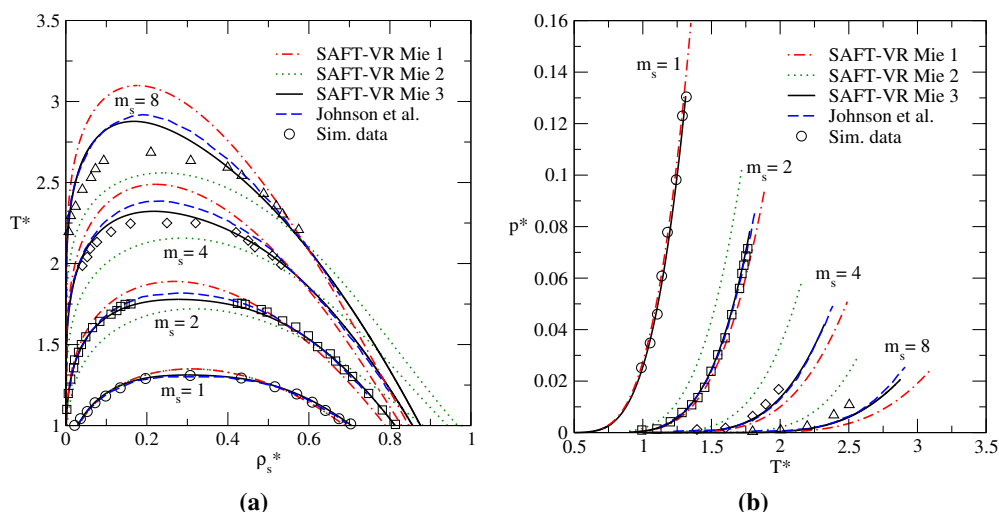 3.5
3
2.5
2
1.5
1
T*
0
0.2
0.4
0.6
0.8
1
ρs*
SAFT-VR Mie 1
SAFT-VR Mie 2
SAFT-VR Mie 3
Johnson et al.
Sim. data
ms= 8
ms= 4
ms= 2
ms= 1
(a)
0.16
0.14
0.12
0.1
0.08
0.06
0.04
0.02
0
p*
0.5
1
1.5
2
2.5
3
3.5
T*
SAFT-VR Mie 1
SAFT-VR Mie 2
SAFT-VR Mie 3
Johnson et al.
Sim. data
ms= 1
ms= 2
ms= 4
ms= 8
(b)